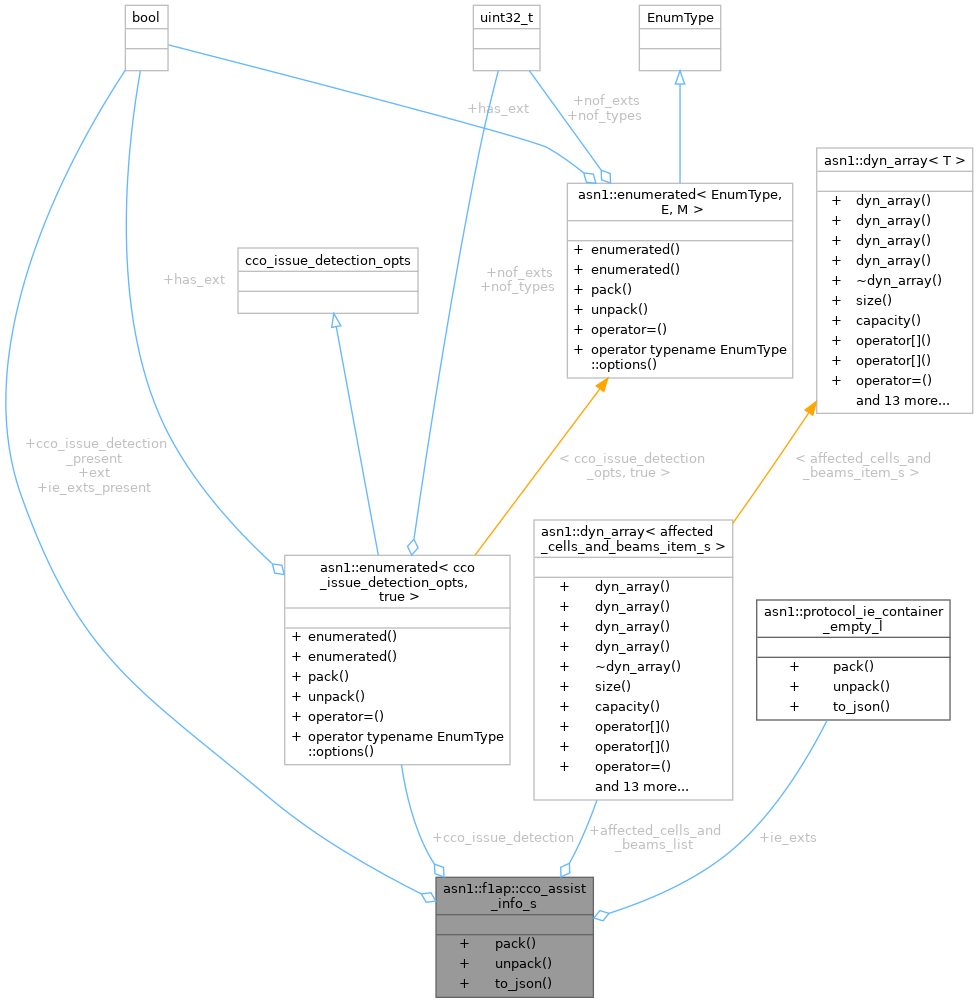 bool
uint32_t
EnumType
+has_ext
+nof_exts
+nof_types
asn1::dyn_array< T >
+ dyn_array()
+ dyn_array()
+ dyn_array()
+ dyn_array()
+ ~dyn_array()
+ size()
+ capacity()
+ operator[]()
+ operator[]()
+ operator=()
and 13 more...
asn1::enumerated< EnumType,
E, M >
+ enumerated()
+ enumerated()
+ pack()
+ unpack()
+ operator=()
+ operator typename EnumType
::options()
cco_issue_detection_opts
+has_ext
+nof_exts
+nof_types
+cco_issue_detection
_present
+ext
+ie_exts_present
< cco_issue_detection
_opts, true >
< affected_cells_and
_beams_item_s >
asn1::enumerated< cco
_issue_detection_opts,
true >
+ enumerated()
+ enumerated()
+ pack()
+ unpack()
+ operator=()
+ operator typename EnumType
::options()
asn1::dyn_array< affected
_cells_and_beams_item_s >
+ dyn_array()
+ dyn_array()
+ dyn_array()
+ dyn_array()
+ ~dyn_array()
+ size()
+ capacity()
+ operator[]()
+ operator[]()
+ operator=()
and 13 more...
asn1::protocol_ie_container
_empty_l
+ pack()
+ unpack()
+ to_json()
+cco_issue_detection
+affected_cells_and
_beams_list
+ie_exts
asn1::f1ap::cco_assist
_info_s
+ pack()
+ unpack()
+ to_json()